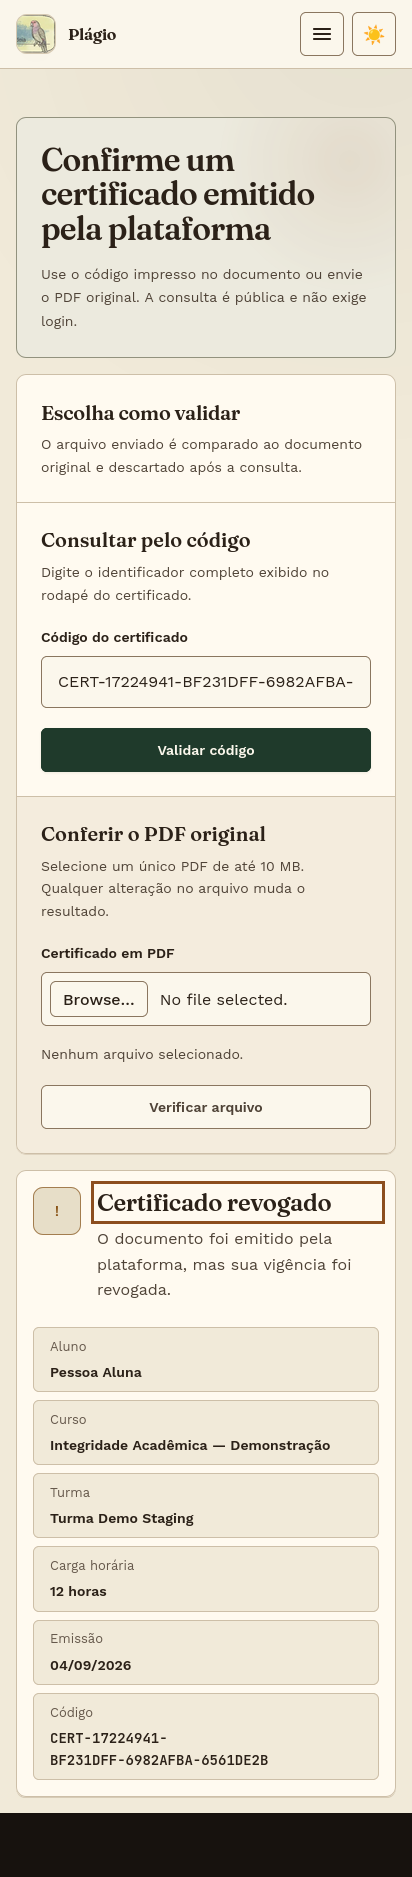 Plágio
Confirme um
certificado emitido
pela plataforma
Use o código impresso no documento ou envie
o PDF original. A consulta é pública e não exige
login.
Escolha como validar
O arquivo enviado é comparado ao documento
original e descartado após a consulta.
Consultar pelo código
Digite o identificador completo exibido no
rodapé do certificado.
Código do certificado
CERT-17224941-BF231DFF-6982AFBA-
Validar código
Conferir o PDF original
Selecione um único PDF de até 10 MB.
Qualquer alteração no arquivo muda o
resultado.
Certificado em PDF
Browse... No file selected.
Nenhum arquivo selecionado.
Verificar arquivo
!
Certificado revogado
O documento foi emitido pela
plataforma, mas sua vigência foi
revogada.
Aluno
Pessoa Aluna
Curso
Integridade Acadêmica — Demonstração
Turma
Turma Demo Staging
Carga horária
12 horas
Emissão
04/09/2026
Código
CERT-17224941-
BF231DFF-6982AFBA-6561DE2B